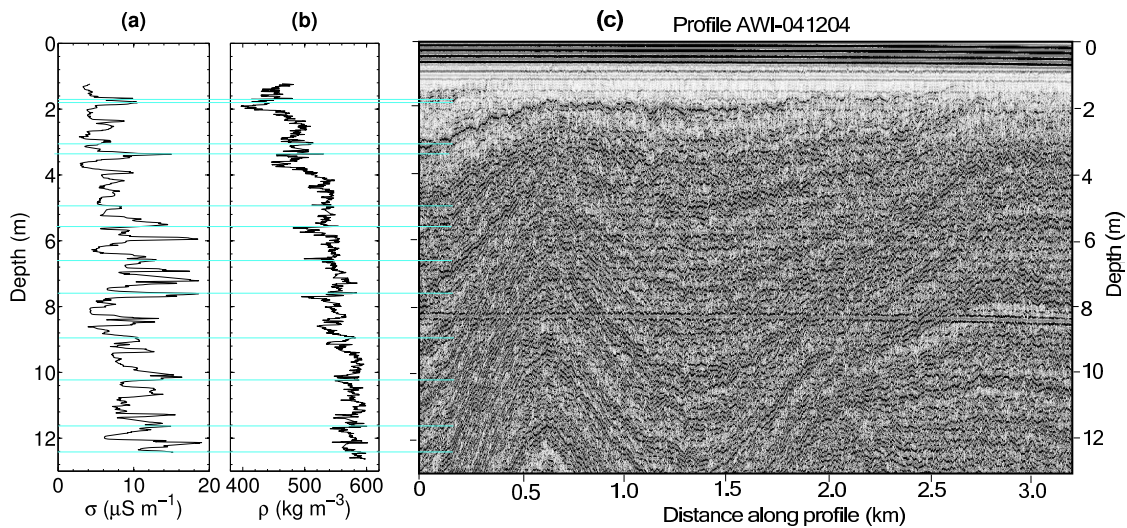 (a) (b) (c) Profile AWI-041204
0 0
2 2
4 4
6 6
8 8
10 10
12 12
Depth (m) Depth (m)
0 10 20 400 500 600 0 0.5 1.0 1.5 2.0 2.5 3.0
σ (μS m⁻¹) ρ (kg m⁻³) Distance along profile (km)